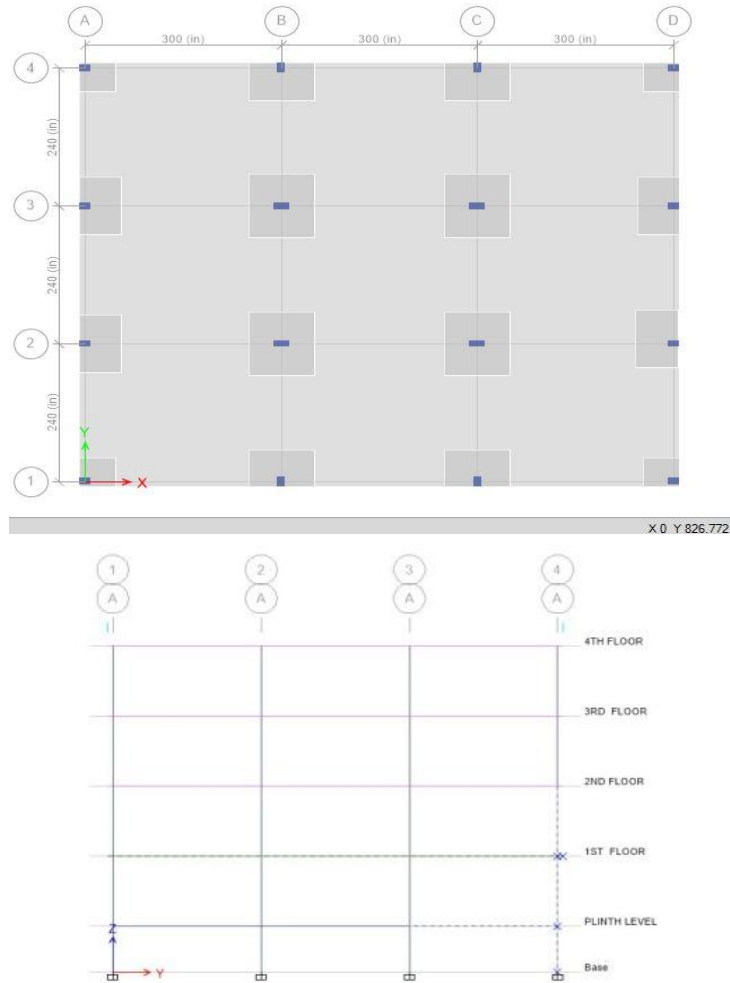 A B C D
300 (in) 300 (in) 300 (in)
4
240 (in)
3
240 (in)
2
240 (in)
Y
1
X
X 0 Y 826.772
1 2 3 4
A A A A
4TH FLOOR
3RD FLOOR
2ND FLOOR
1ST FLOOR
PLINTH LEVEL
Z
Base
Y